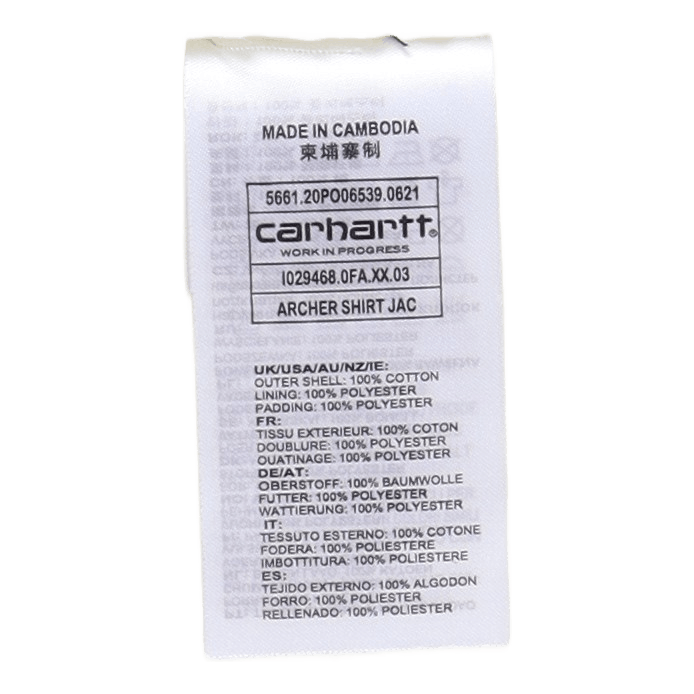 MADE IN CAMBODIA
柬埔寨制
5661.20PO06539.0621
carhartt®
WORK IN PROGRESS
I029468.0FA.XX.03
ARCHER SHIRT JAC
UK/USA/AU/NZ/IE:
OUTER SHELL: 100% COTTON
LINING: 100% POLYESTER
PADDING: 100% POLYESTER
FR:
TISSU EXTERIEUR: 100% COTON
DOUBLURE: 100% POLYESTER
OUATINAGE: 100% POLYESTER
DE/AT:
OBERSTOFF: 100% BAUMWOLLE
FUTTER: 100% POLYESTER
WATTIERUNG: 100% POLYESTER
IT:
TESSUTO ESTERNO: 100% COTONE
FODERA: 100% POLIESTERE
IMBOTTITURA: 100% POLIESTERE
ES:
TEJIDO EXTERNO: 100% ALGODON
FORRO: 100% POLIESTER
RELLENADO: 100% POLIESTER